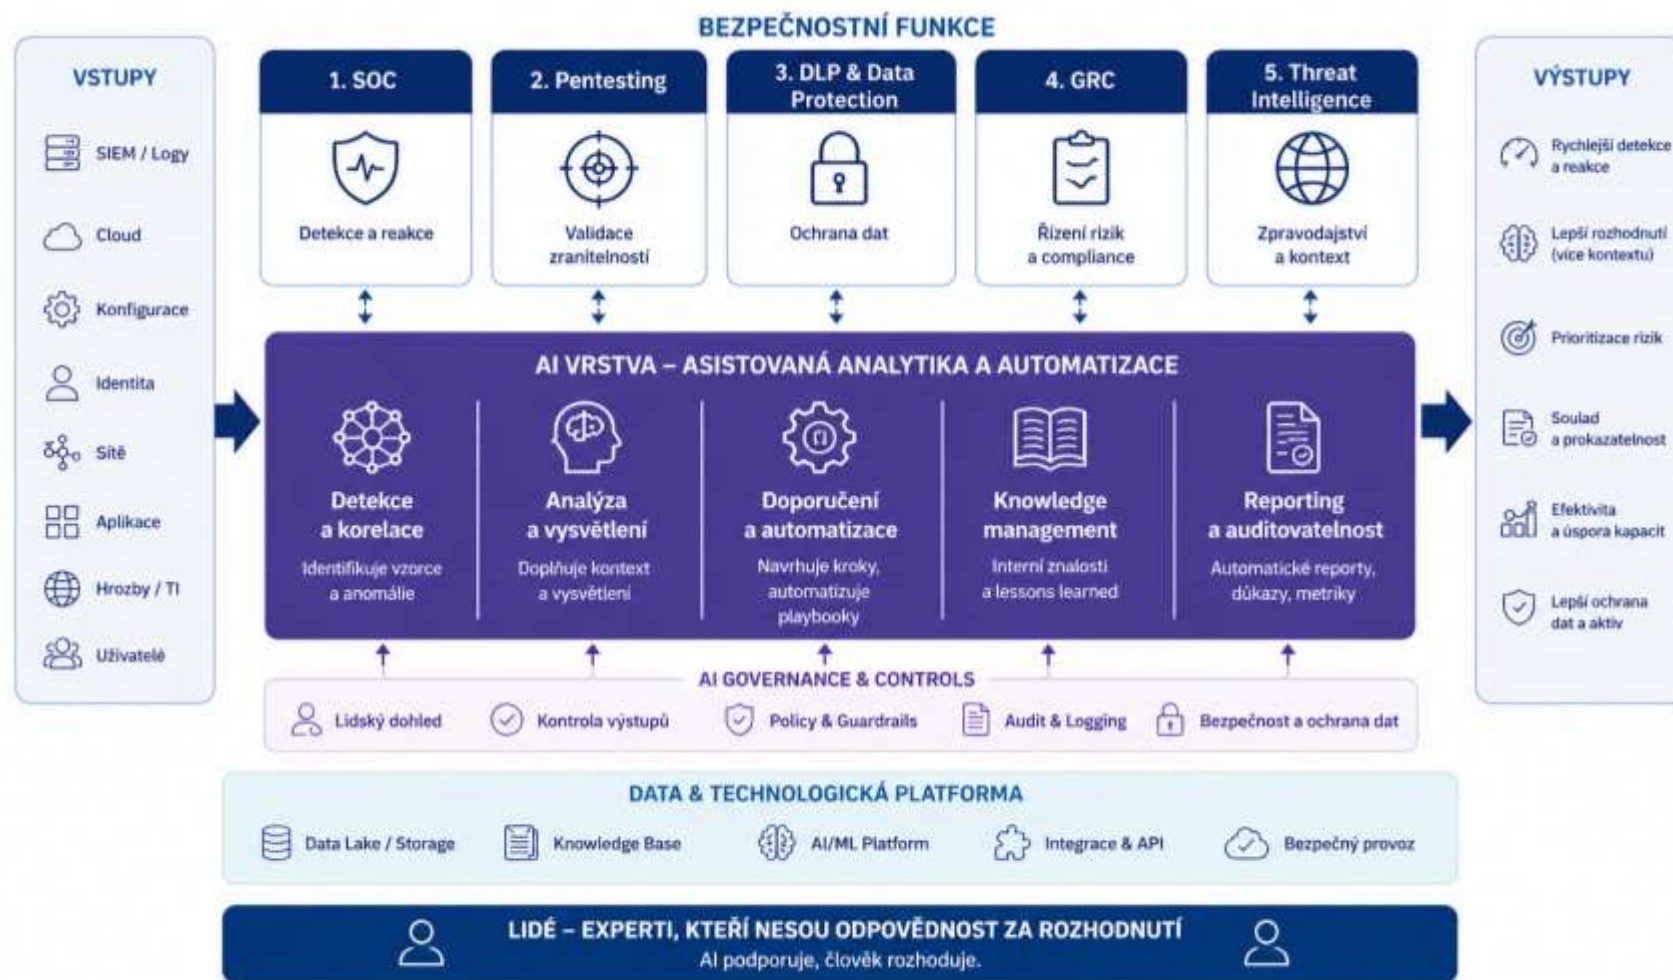 BEZPEČNOSTNÍ FUNKCE
VSTUPY
SIEM / Logy
Cloud
Konfigurace
Identita
Sítě
Aplikace
Hrozby / TI
Uživatelé
1. SOC
Detekce a reakce
2. Pentesting
Validace
zranitelností
3. DLP & Data
Protection
Ochrana dat
4. GRC
Řízení rizik
a compliance
5. Threat
Intelligence
Zpravodajství
a kontext
AI VRSTVA – ASISTOVANÁ ANALYTIKA A AUTOMATIZACE
Detekce
a korelace
Identifikuje vzorce
a anomálie
Analýza
a vysvětlení
Doplňuje kontext
a vysvětlení
Doporučení
a automatizace
Navrhuje kroky,
automatizuje
playbooky
Knowledge
management
Interní znalosti
a lessons learned
Reporting
a auditovatelnost
Automatické reporty,
důkazy, metriky
AI GOVERNANCE & CONTROLS
Lidský dohled
Kontrola výstupů
Policy & Guardrails
Audit & Logging
Bezpečnost a ochrana dat
DATA & TECHNOLOGICKÁ PLATFORMA
Data Lake / Storage
Knowledge Base
AI/ML Platform
Integrace & API
Bezpečný provoz
LIDÉ – EXPERTI, KTEŘÍ NESOU ODPOVĚDNOST ZA ROZHODNUTÍ
AI podporuje, člověk rozhoduje.
VÝSTUPY
Rychlejší detekce
a reakce
Lepší rozhodnutí
(více kontextu)
Prioritizace rizik
Soulad
a prokazatelnost
Efektivita
a úspora kapacit
Lepší ochrana
dat a aktiv